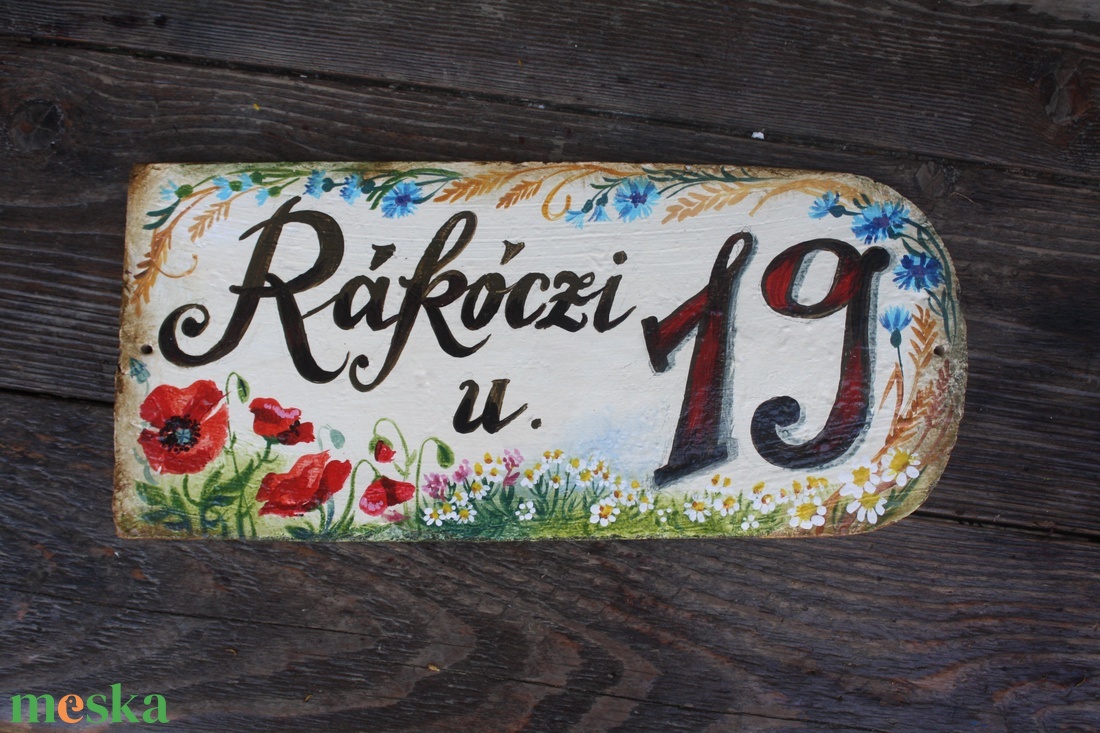 Rákóczi 19
u.
meska